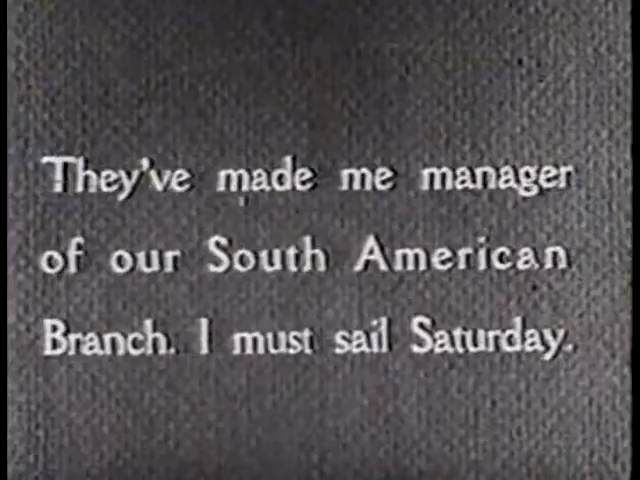 They've made me manager
of our South American
Branch. I must sail Saturday.